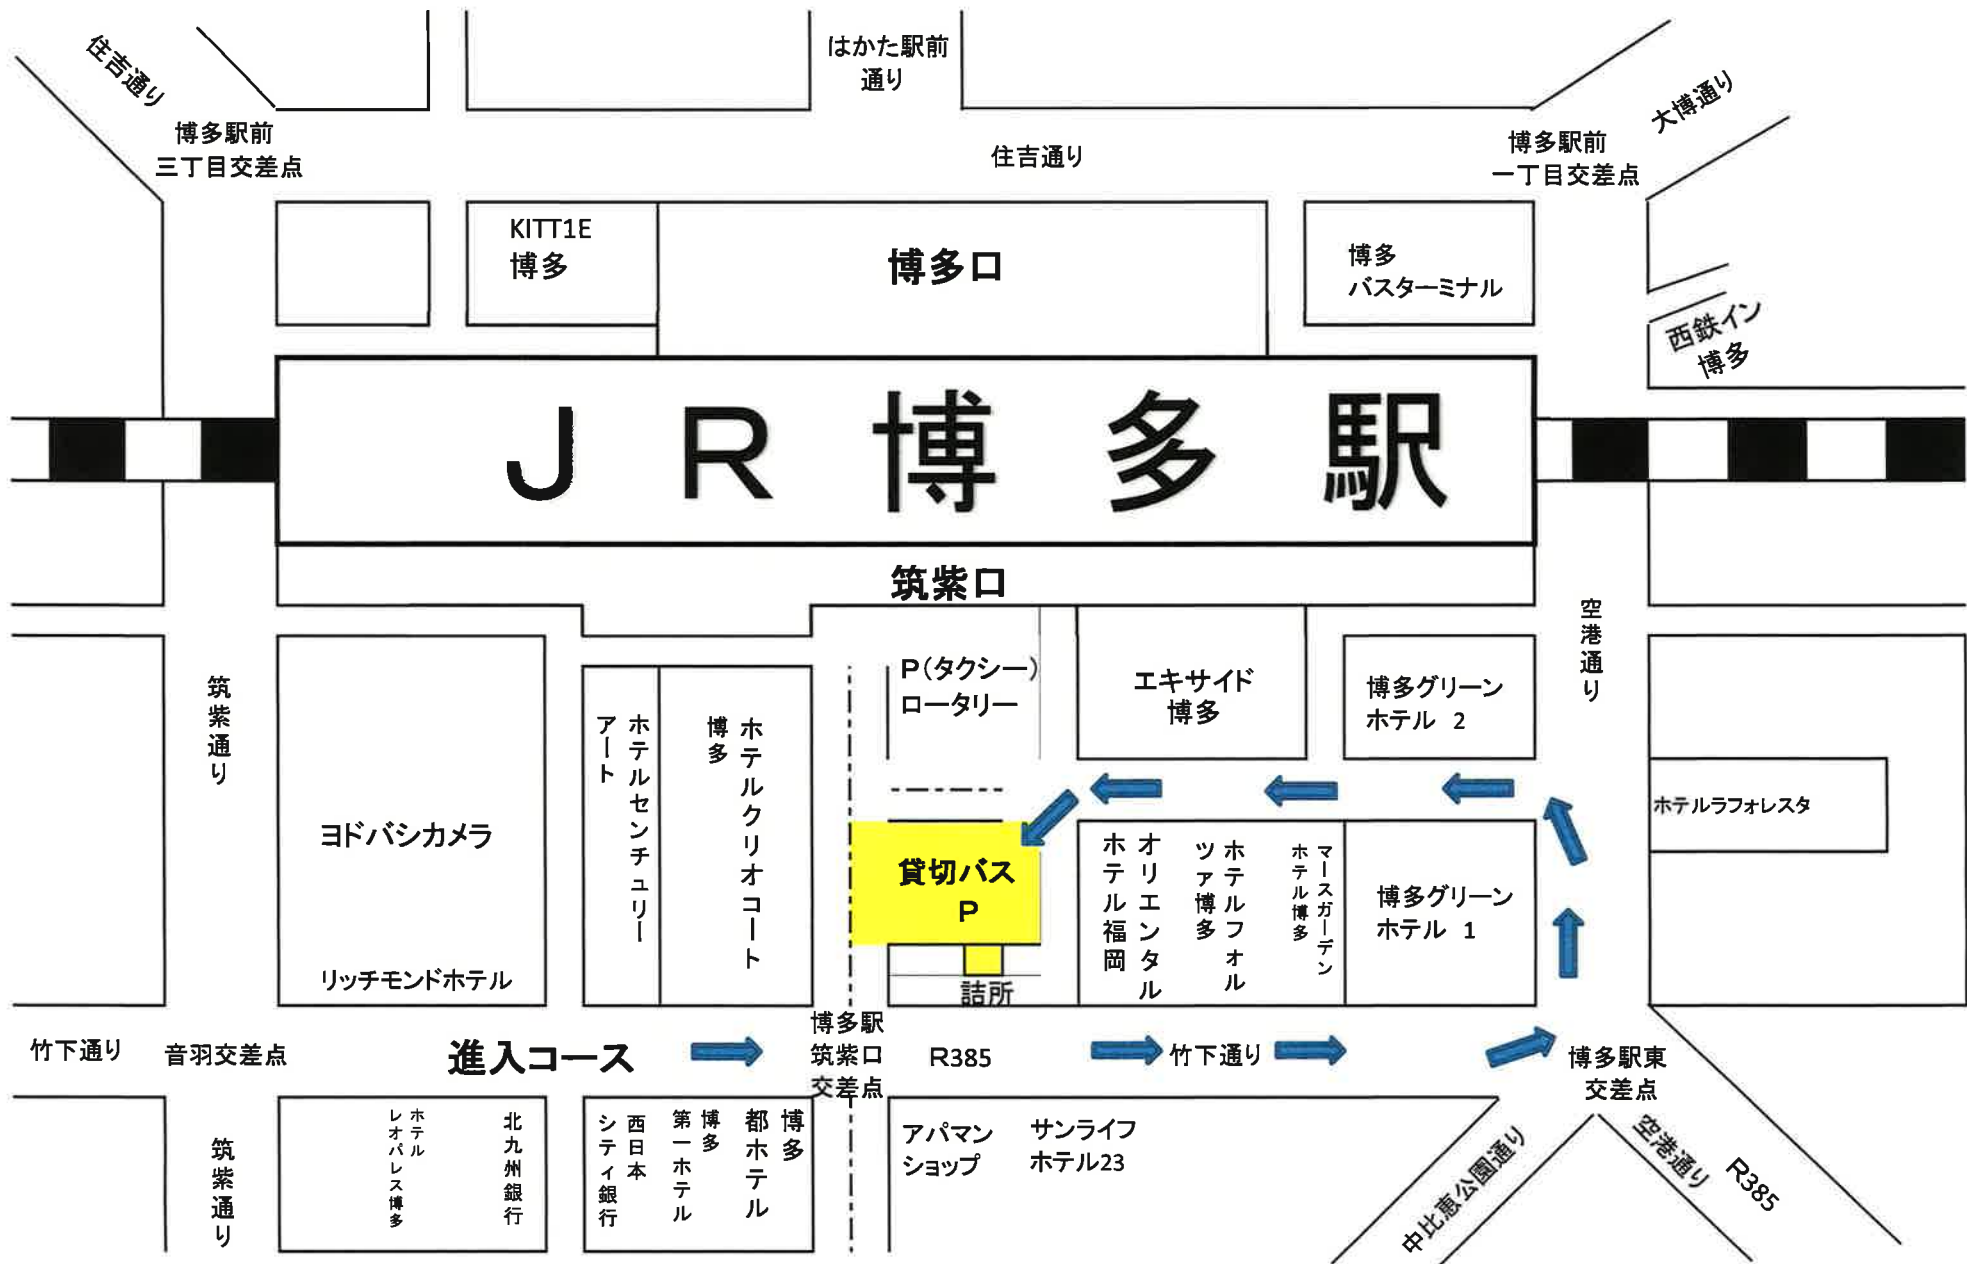 住吉通り
はかた駅前
通り
大博通り
博多駅前
三丁目交差点
住吉通り
博多駅前
一丁目交差点
KITT1E
博多
博多口
博多
バスターミナル
西鉄イン
博多
JR博多駅
筑紫口
筑紫通り
空港通り
P(タクシー)
ロータリー
エキサイド
博多
博多グリーン
ホテル 2
ホテルセンチュリー
アート
ホテルクリオコート
博多
ヨドバシカメラ
リッチモンドホテル
貸切バス
P
詰所
オリエンタル
ホテル福岡
ホテルフォル
ツァ博多
マースガーデン
ホテル博多
博多グリーン
ホテル 1
ホテルラフォレスタ
竹下通り
音羽交差点
進入コース
博多駅
筑紫口
交差点
R385
竹下通り
博多駅東
交差点
筑紫通り
ホテル
レオパレス博多
北九州銀行
西日本
シティ銀行
博多
第一ホテル
博多
都ホテル
アパマン
ショップ
サンライフ
ホテル23
中比恵公園通り
空港通り
R385